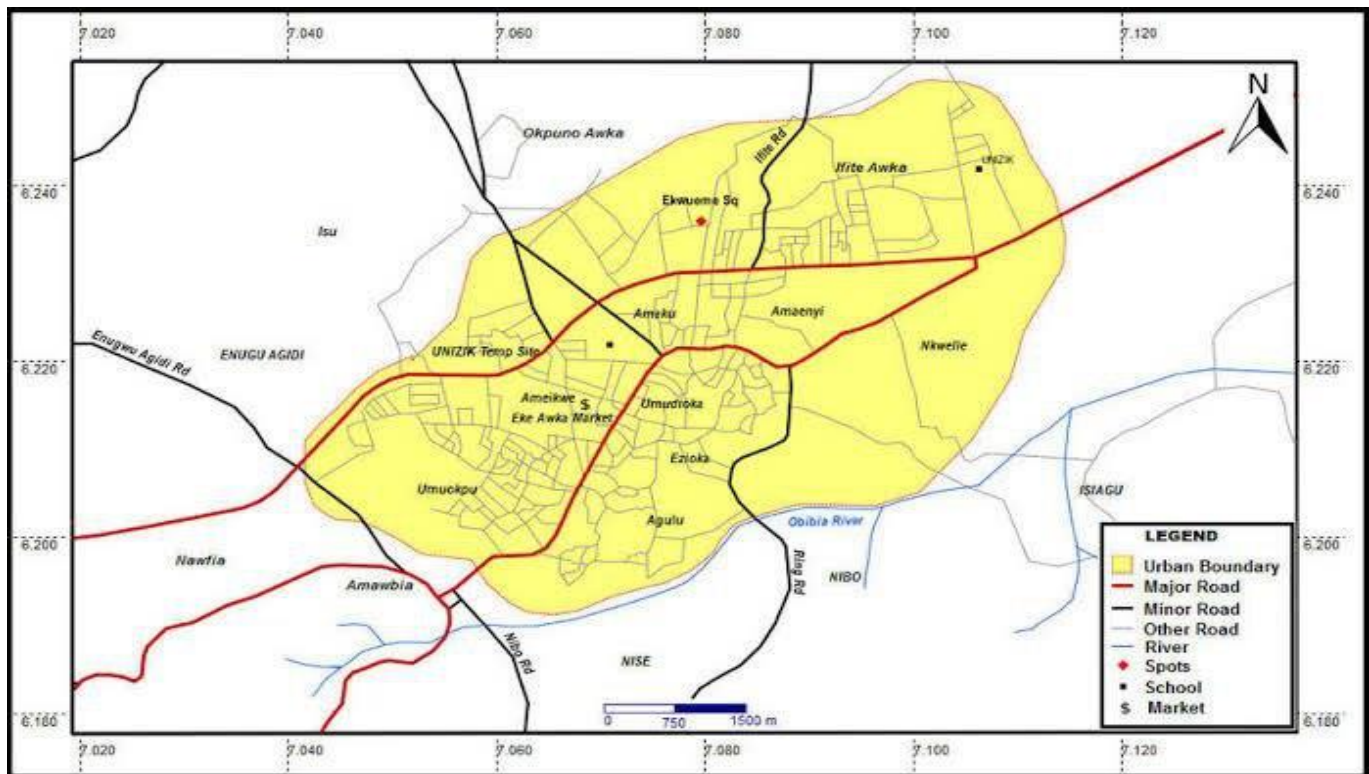 7.020 7.040 7.060 7.080 7.100 7.120
N
Okpuno Awka
Ifite Rd
Ifite Awka
UNIZIK
6.240 6.240
Ekwueme Sq
Isu
Amaku
Amaenyi
Enugwu Agidi Rd
ENUGU AGIDI
UNIZIK Temp Site
Nkwelle
6.220 6.220
Ameikwe
$
Eke Awka Market
Umudioka
Ezioka
Umuokpu
ISIAGU
Agulu
Obibia River
6.200 6.200
Nawfia
Amawbia
Ring Rd
NIBO
Nibo Rd
NISE
LEGEND
Urban Boundary
Major Road
Minor Road
Other Road
River
Spots
School
$ Market
0 750 1500 m
6.180 6.180
7.020 7.040 7.060 7.080 7.100 7.120